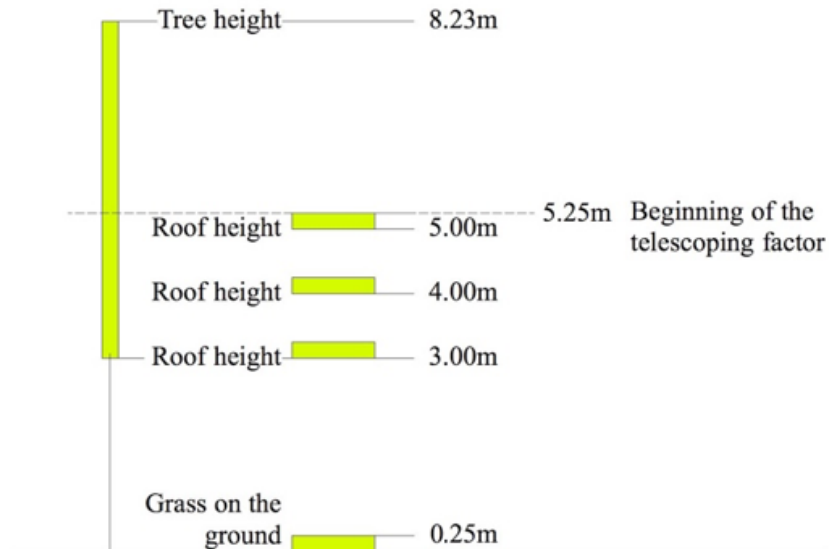 Tree height 8.23m
5.25m Beginning of the
Roof height 5.00m telescoping factor
Roof height 4.00m
Roof height 3.00m
Grass on the
ground 0.25m